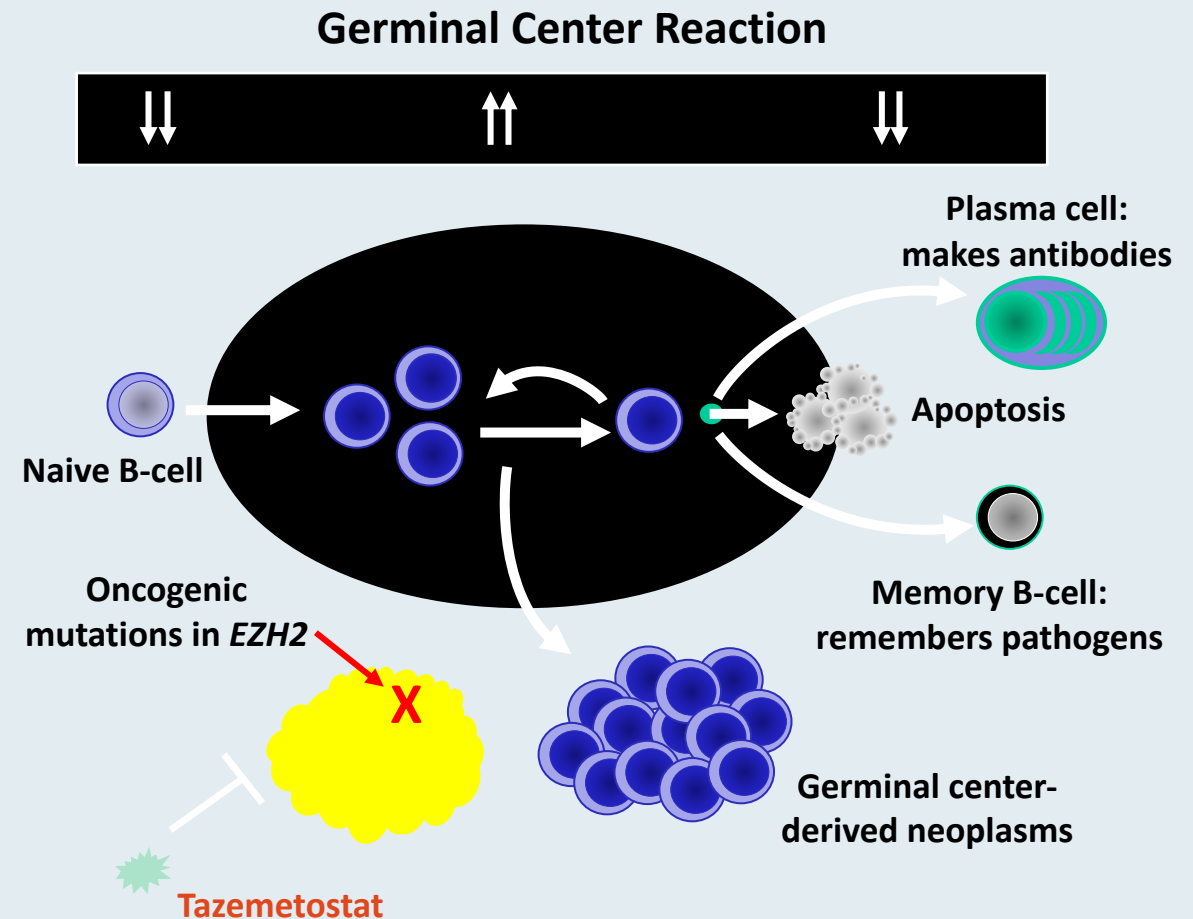 Germinal Center Reaction
Plasma cell:
makes antibodies
Apoptosis
Naive B-cell
Memory B-cell:
remembers pathogens
Oncogenic
mutations in EZH2
X
Germinal center-
derived neoplasms
Tazemetostat